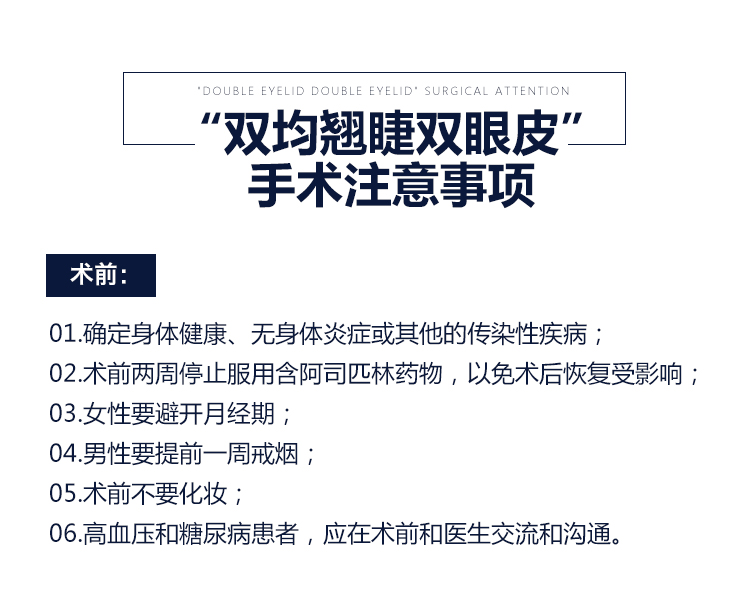 "DOUBLE EYELID DOUBLE EYELID" SURGICAL ATTENTION
“双均翘睫双眼皮”
手术注意事项
术前：
01.确定身体健康、无身体炎症或其他的传染性疾病；
02.术前两周停止服用含阿司匹林药物，以免术后恢复受影响；
03.女性要避开月经期；
04.男性要提前一周戒烟；
05.术前不要化妆；
06.高血压和糖尿病患者，应在术前和医生交流和沟通。